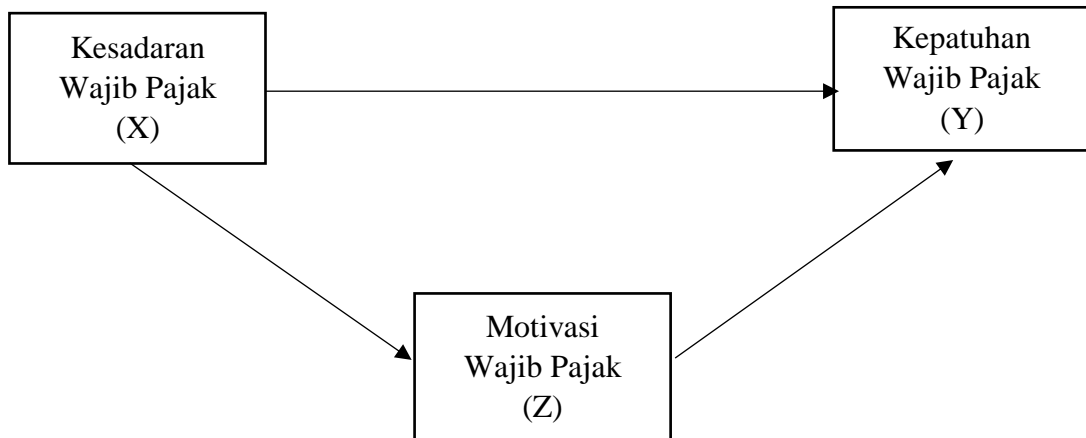 Kesadaran
Wajib Pajak
(X)
Kepatuhan
Wajib Pajak
(Y)
Motivasi
Wajib Pajak
(Z)